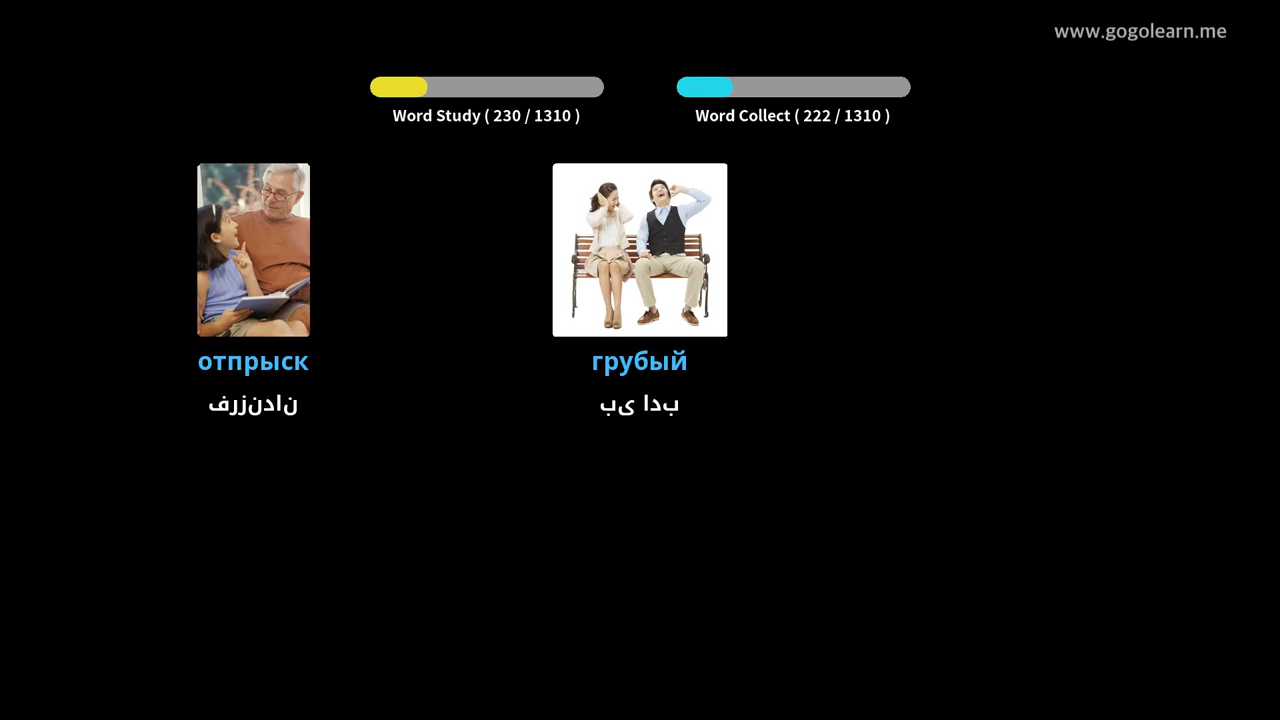 www.gogolearn.me
Word Study ( 230 / 1310 )
Word Collect ( 222 / 1310 )
отпрыск
грубый
فرزندان
بی ادب